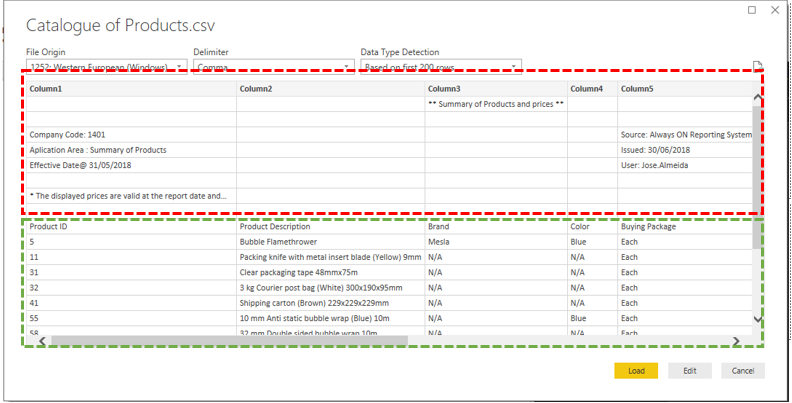 Catalogue of Products.csv
File Origin Delimiter Data Type Detection
1252: Western European (Windows) Comma Based on first 200 rows
Column1 Column2 Column3 Column4 Column5
** Summary of Products and prices **
Company Code: 1401 Source: Always ON Reporting System
Aplication Area : Summary of Products Issued: 30/06/2018
Effective Date@ 31/05/2018 User: Jose.Almeida
* The displayed prices are valid at the report date and...
Product ID Product Description Brand Color Buying Package
5 Bubble Flamethrower Mesla Blue Each
11 Packing knife with metal insert blade (Yellow) 9mm N/A N/A Each
31 Clear packaging tape 48mmx75m N/A N/A Each
32 3 kg Courier post bag (White) 300x190x95mm N/A N/A Each
41 Shipping carton (Brown) 229x229x229mm N/A N/A Each
55 10 mm Anti static bubble wrap (Blue) 10m N/A Blue Each
58 32 mm Double sided bubble wrap 10m N/A N/A Each
Load Edit Cancel